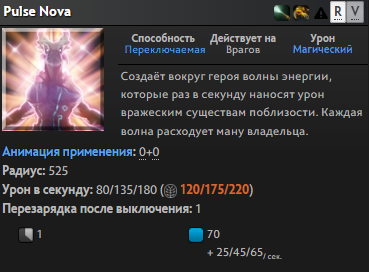 Pulse Nova
R V
Способность Действует на Урон
Переключаемая Врагов Магический
Создаёт вокруг героя волны энергии,
которые раз в секунду наносят урон
вражеским существам поблизости. Каждая
волна расходует ману владельца.
Анимация применения: 0+0
Радиус: 525
Урон в секунду: 80/135/180 ( 120/175/220)
Перезарядка после выключения: 1
1 70
+ 25/45/65/ сек.